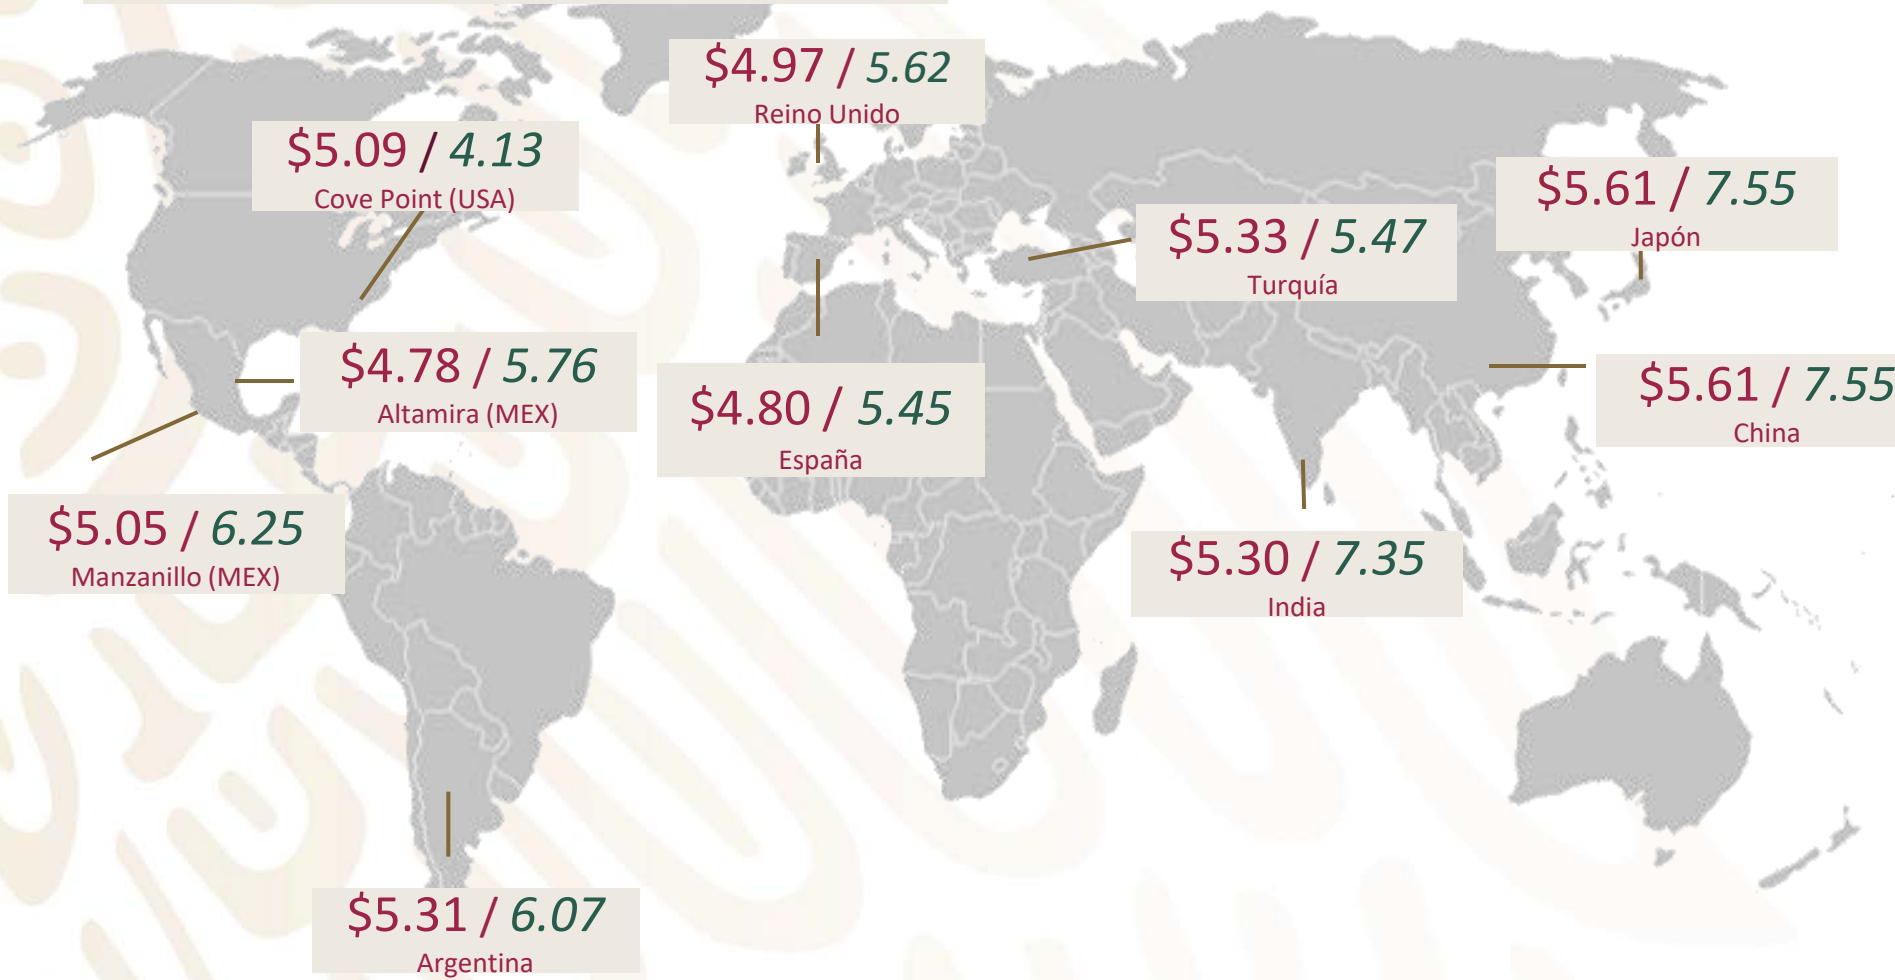 $4.97 / 5.62
Reino Unido
$5.09 / 4.13
Cove Point (USA)
$5.61 / 7.55
Japón
$5.33 / 5.47
Turquía
$4.78 / 5.76
Altamira (MEX)
$4.80 / 5.45
España
$5.61 / 7.55
China
$5.05 / 6.25
Manzanillo (MEX)
$5.30 / 7.35
India
$5.31 / 6.07
Argentina